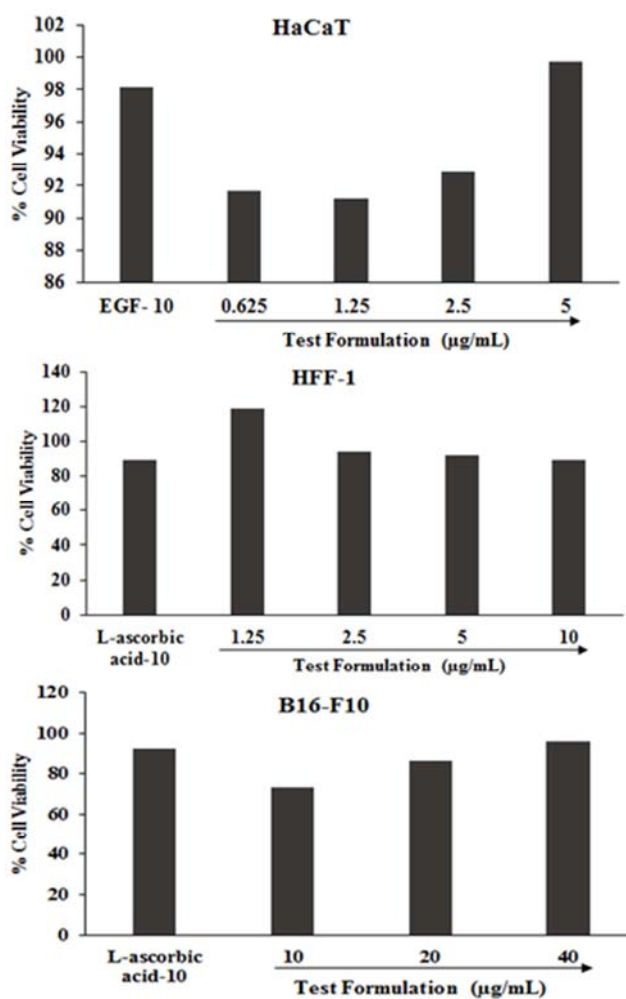 HaCaT
% Cell Viability
102
100
98
96
94
92
90
88
86
EGF- 10 0.625 1.25 2.5 5
Test Formulation (µg/mL)
HFF-1
% Cell Viability
140
120
100
80
60
40
20
0
L-ascorbic acid-10 1.25 2.5 5 10
Test Formulation (µg/mL)
B16-F10
% Cell Viability
120
100
80
60
40
20
0
L-ascorbic acid-10 10 20 40
Test Formulation (µg/mL)